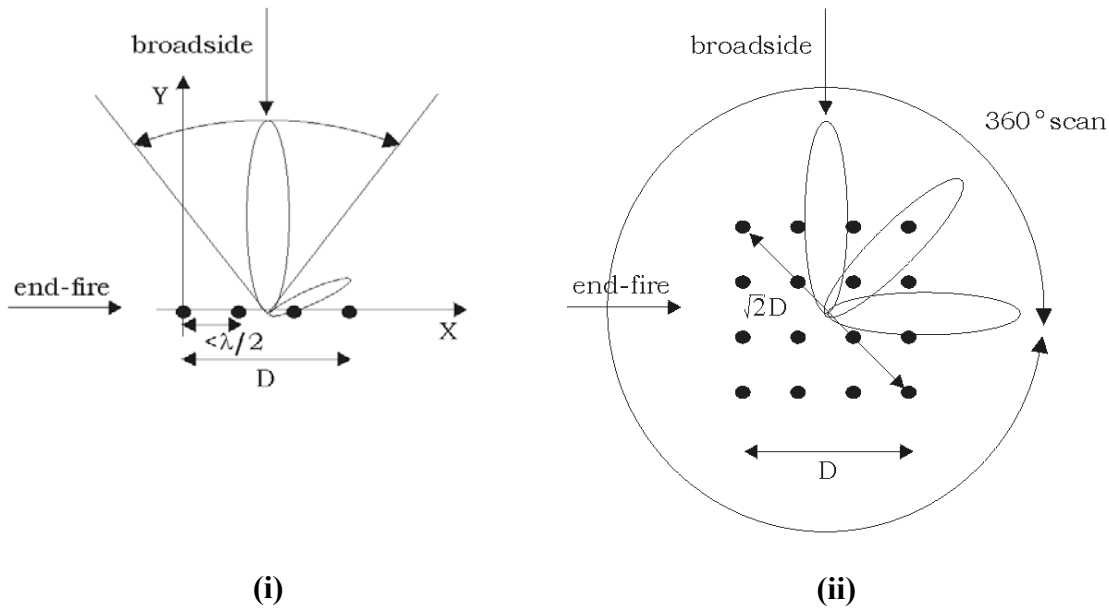 broadside
Y
end-fire
<λ/2
X
D
(i)
broadside
360° scan
end-fire
√2D
D
(ii)